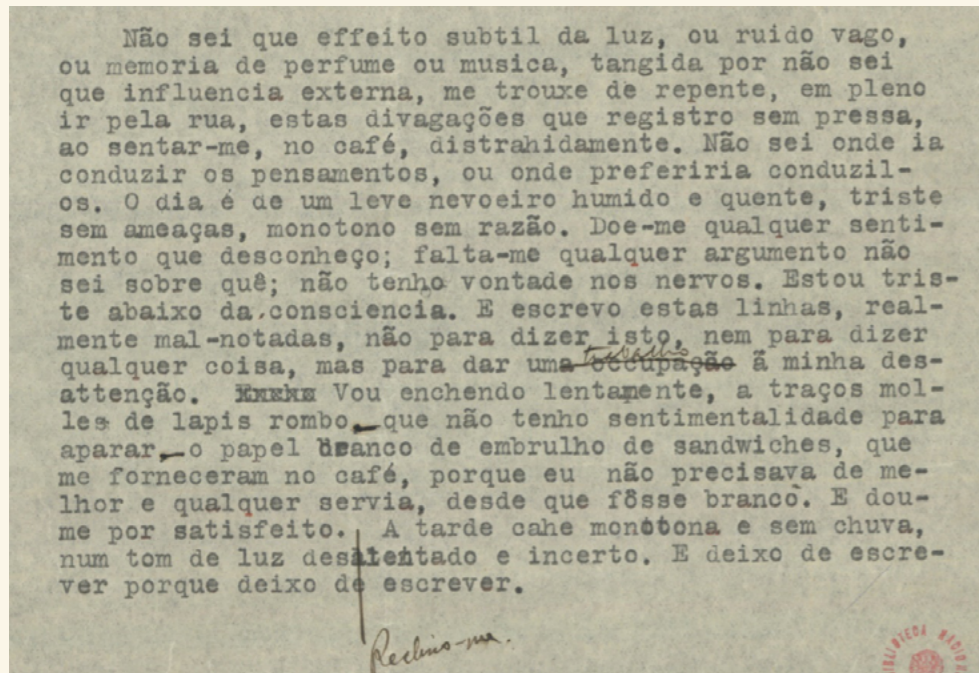 Não sei que effeito subtil da luz, ou ruido vago,
ou memoria de perfume ou musica, tangida por não sei
que influencia externa, me trouxe de repente, em pleno
ir pela rua, estas divagações que registro sem pressa,
ao sentar-me, no café, distrahidamente. Não sei onde ia
conduzir os pensamentos, ou onde preferiria conduzil-
os. O dia é de um leve nevoeiro humido e quente, triste
sem ameaças, monotono sem razão. Doe-me qualquer senti-
mento que desconheço; falta-me qualquer argumento não
sei sobre quê; não tenho vontade nos nervos. Estou tris-
te abaixo da consciencia. E escrevo estas linhas, real-
mente mal-notadas, não para dizer isto, nem para dizer
trabalho
qualquer coisa, mas para dar uma occupação á minha des-
attenção. Vou enchendo lentamente, a traços mol-
les de lapis rombo—que não tenho sentimentalidade para
aparar—o papel branco de embrulho de sandwiches, que
me forneceram no café, porque eu não precisava de me-
lhor e qualquer servia, desde que fôsse branco. E dou-
me por satisfeito. A tarde cahe monotona e sem chuva,
num tom de luz desalentado e incerto. E deixo de escre-
ver porque deixo de escrever.
Reclino-me.
BIBLIOTECA